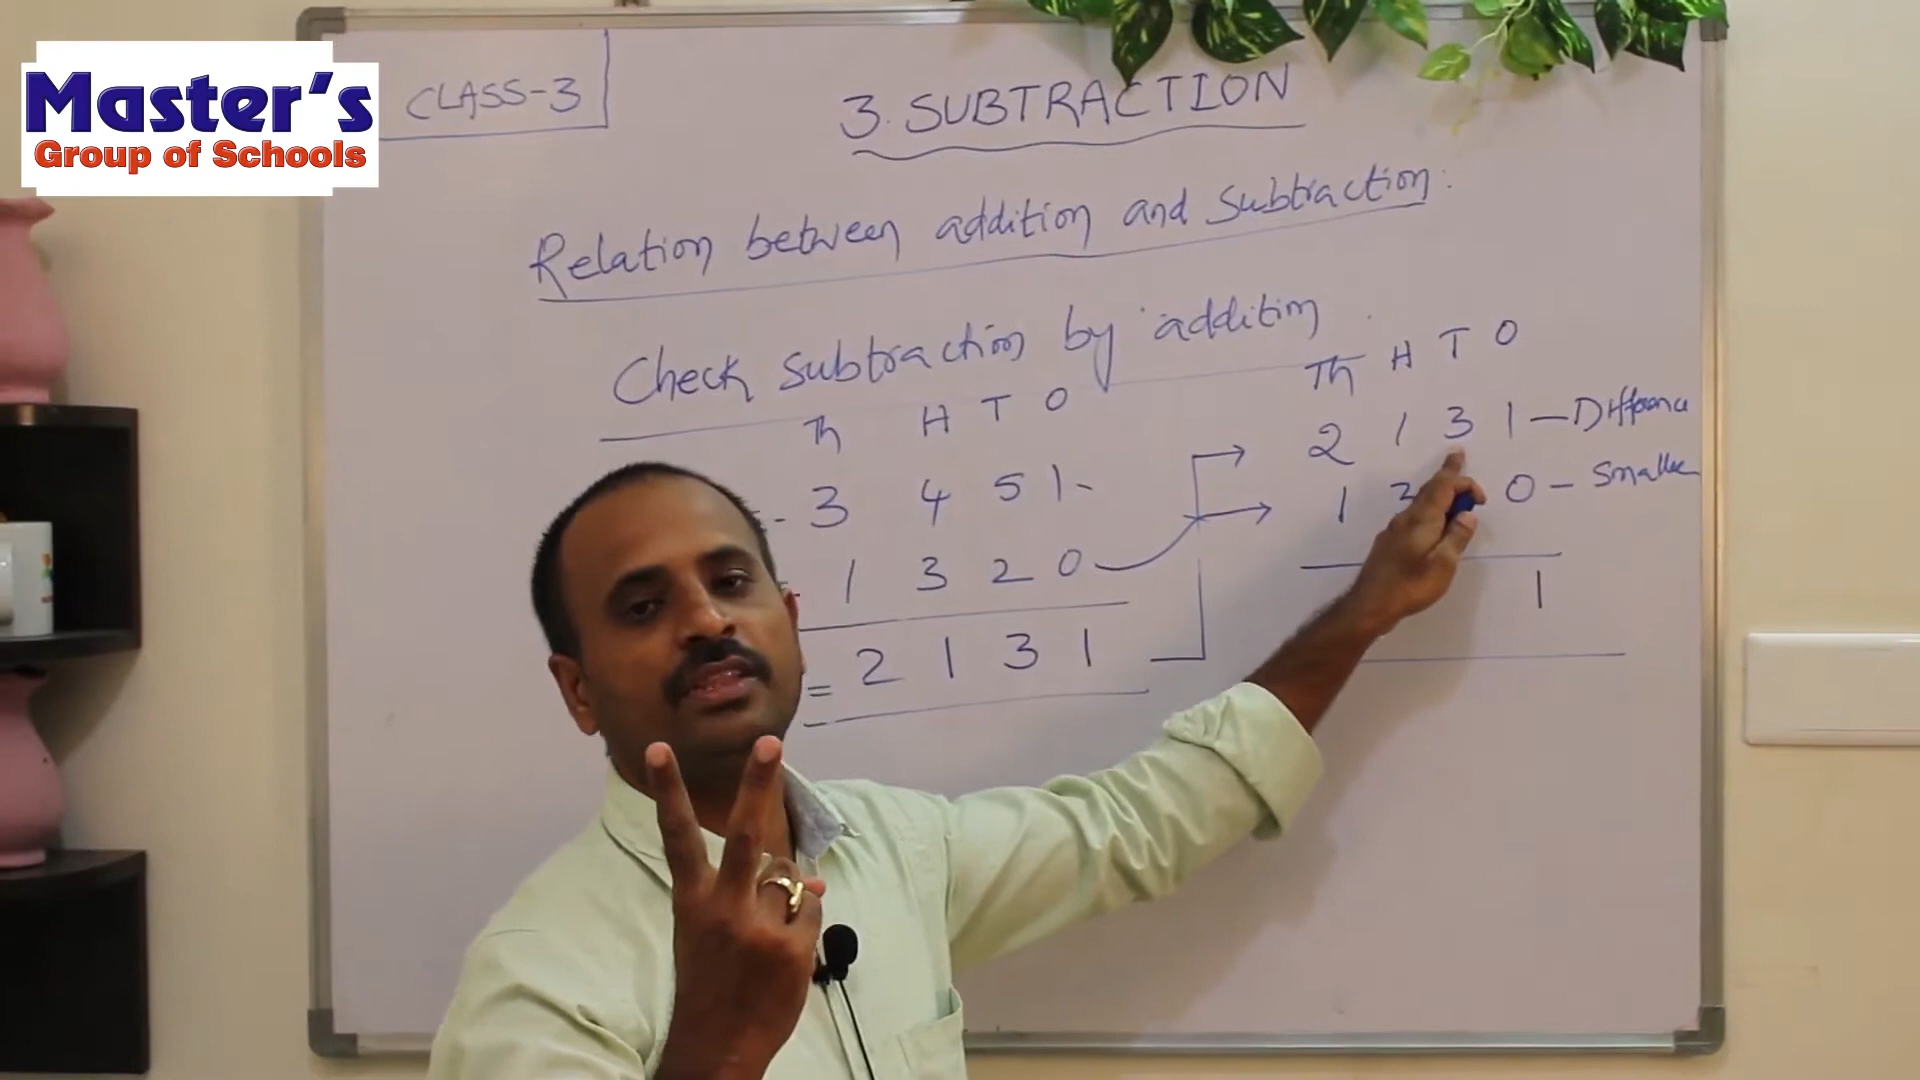 Master's
Group of Schools
CLASS-3
3. SUBTRACTION
Relation between addition and subtraction:
Check subtraction by addition
Th H T O
3 4 5 1 -
1 3 2 0
= 2 1 3 1
Th H T O
2 1 3 1 — Difference
1 3 0 — Smaller
1